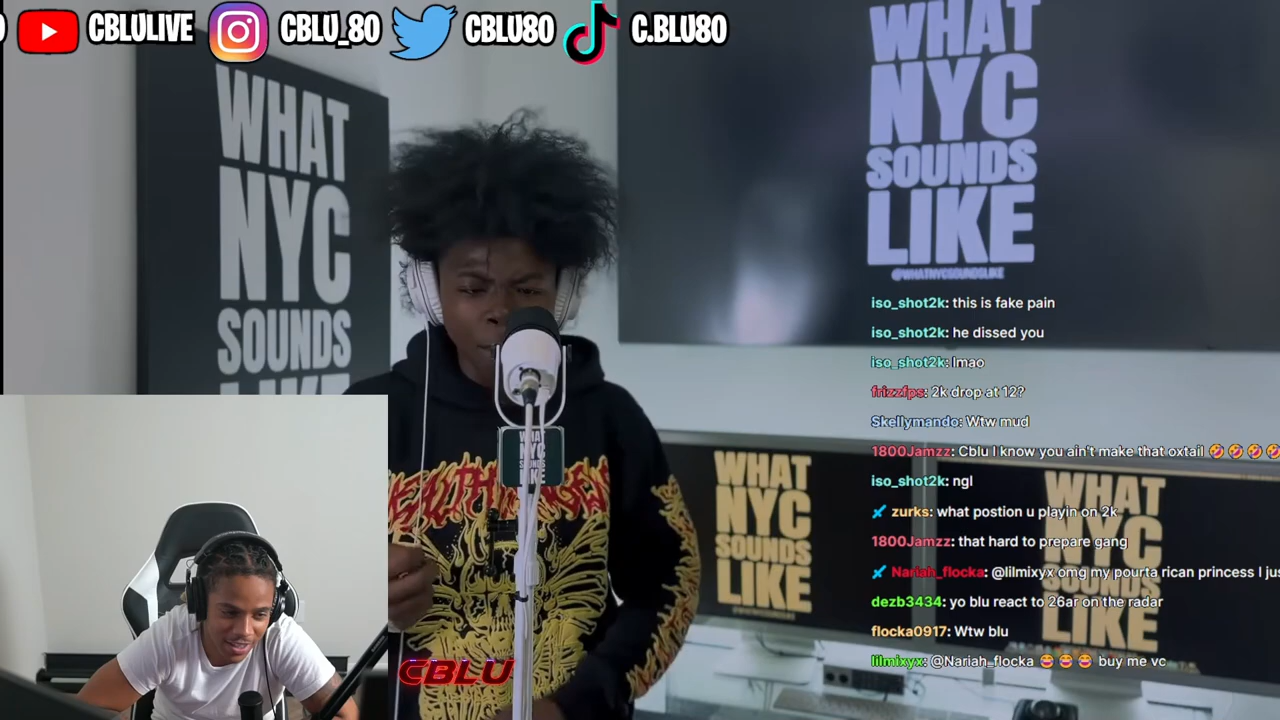 CBLULIVE CBLU_80 CBLU80 C.BLU80
WHAT
NYC
SOUNDS
LIKE
WHAT
NYC
SOUNDS
LIKE
@WHATNYCSOUNDSLIKE
WHAT
NYC
SOUNDS
LIKE
iso_shot2k: this is fake pain
iso_shot2k: he dissed you
iso_shot2k: lmao
frizzfps: 2k drop at 12?
Skellymando: Wtw mud
1800Jamzz: Cblu I know you ain't make that oxtail 🤣🤣🤣🤣
iso_shot2k: ngl
zurks: what postion u playin on 2k
1800Jamzz: that hard to prepare gang
Nariah_flocka: @lilmixyx omg my pourta rican princess I jus
dezb3434: yo blu react to 26ar on the radar
flocka0917: Wtw blu
lilmixyx: @Nariah_flocka 🥰🥰🥰 buy me vc
WHAT
NYC
SOUNDS
LIKE
WHAT
NYC
SOUNDS
LIKE
CBLU